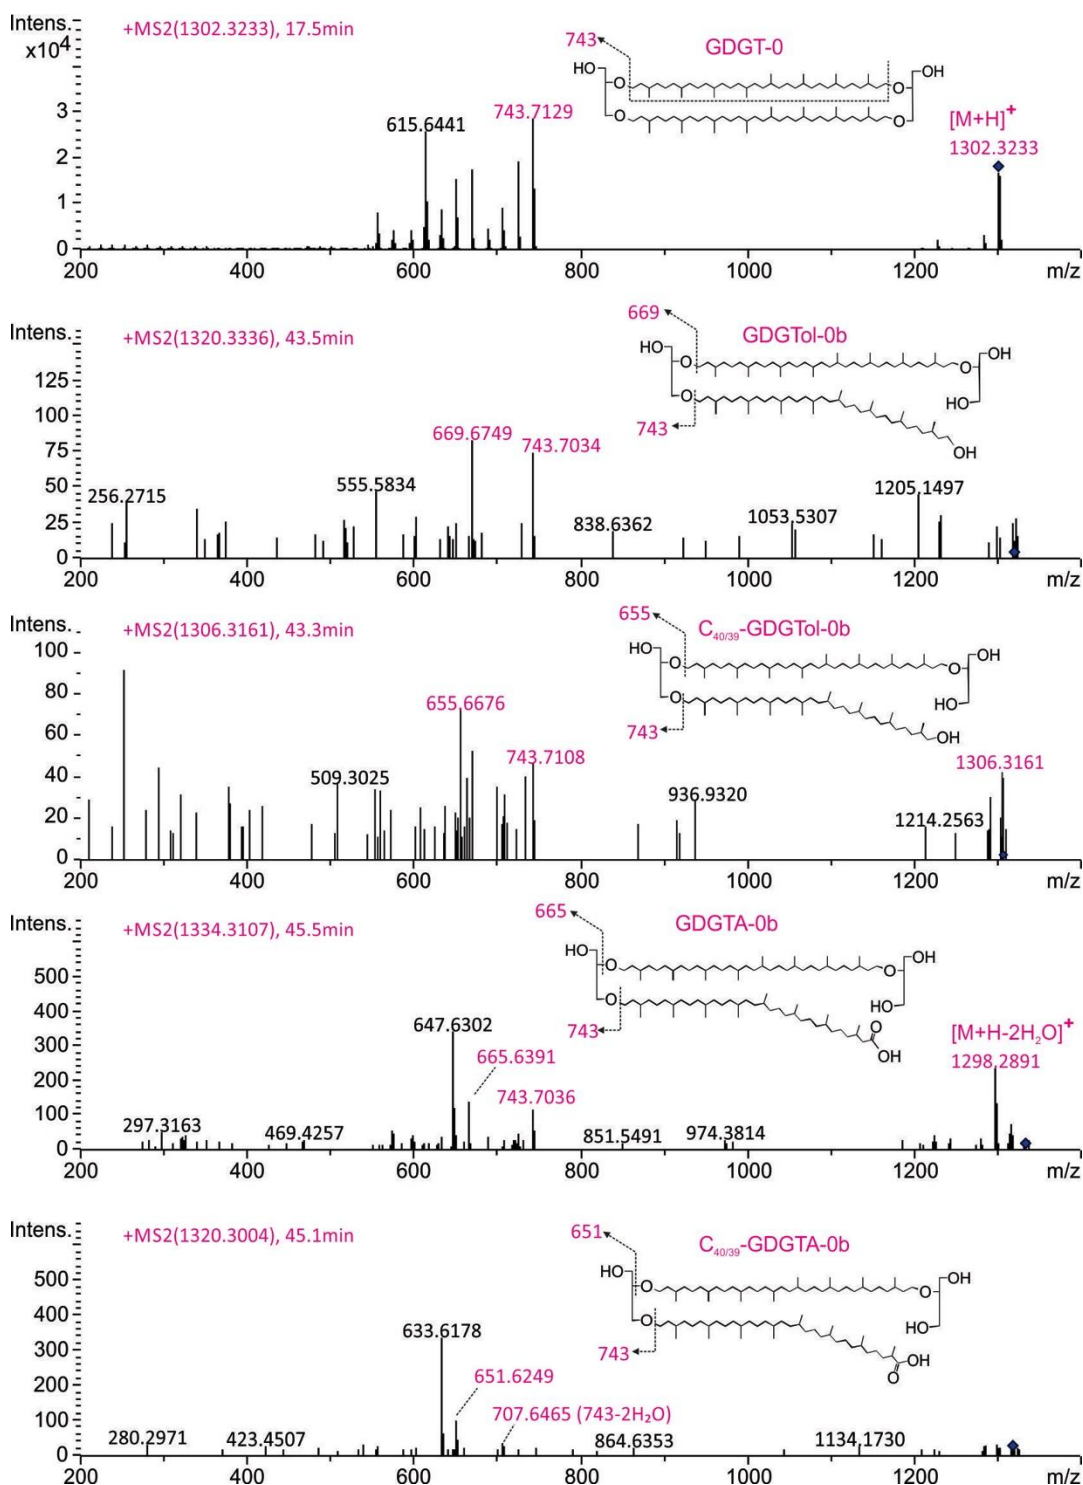 Intens.
x10⁴
+MS2(1302.3233), 17.5min
743
GDGT-0
HO
O
O
OH
O
O
3
2
1
0
615.6441
743.7129
[M+H]⁺
1302.3233
200
400
600
800
1000
1200
m/z
Intens.
+MS2(1320.3336), 43.5min
669
GDGTol-0b
HO
O
O
OH
O
HO
743
OH
125
100
75
50
25
0
256.2715
555.5834
669.6749
743.7034
838.6362
1053.5307
1205.1497
200
400
600
800
1000
1200
m/z
Intens.
+MS2(1306.3161), 43.3min
655
C₄₀/₃₉-GDGTol-0b
HO
O
O
OH
O
HO
743
OH
100
80
60
40
20
0
509.3025
655.6676
743.7108
936.9320
1214.2563
1306.3161
200
400
600
800
1000
1200
m/z
Intens.
+MS2(1334.3107), 45.5min
665
GDGTA-0b
HO
O
O
OH
O
HO
743
O
OH
500
400
300
200
100
0
297.3163
469.4257
647.6302
665.6391
743.7036
851.5491
974.3814
[M+H-2H₂O]⁺
1298.2891
200
400
600
800
1000
1200
m/z
Intens.
+MS2(1320.3004), 45.1min
651
C₄₀/₃₉-GDGTA-0b
HO
O
O
OH
O
HO
743
OH
O
500
400
300
200
100
0
280.2971
423.4507
633.6178
651.6249
707.6465 (743-2H₂O)
864.6353
1134.1730
200
400
600
800
1000
1200
m/z